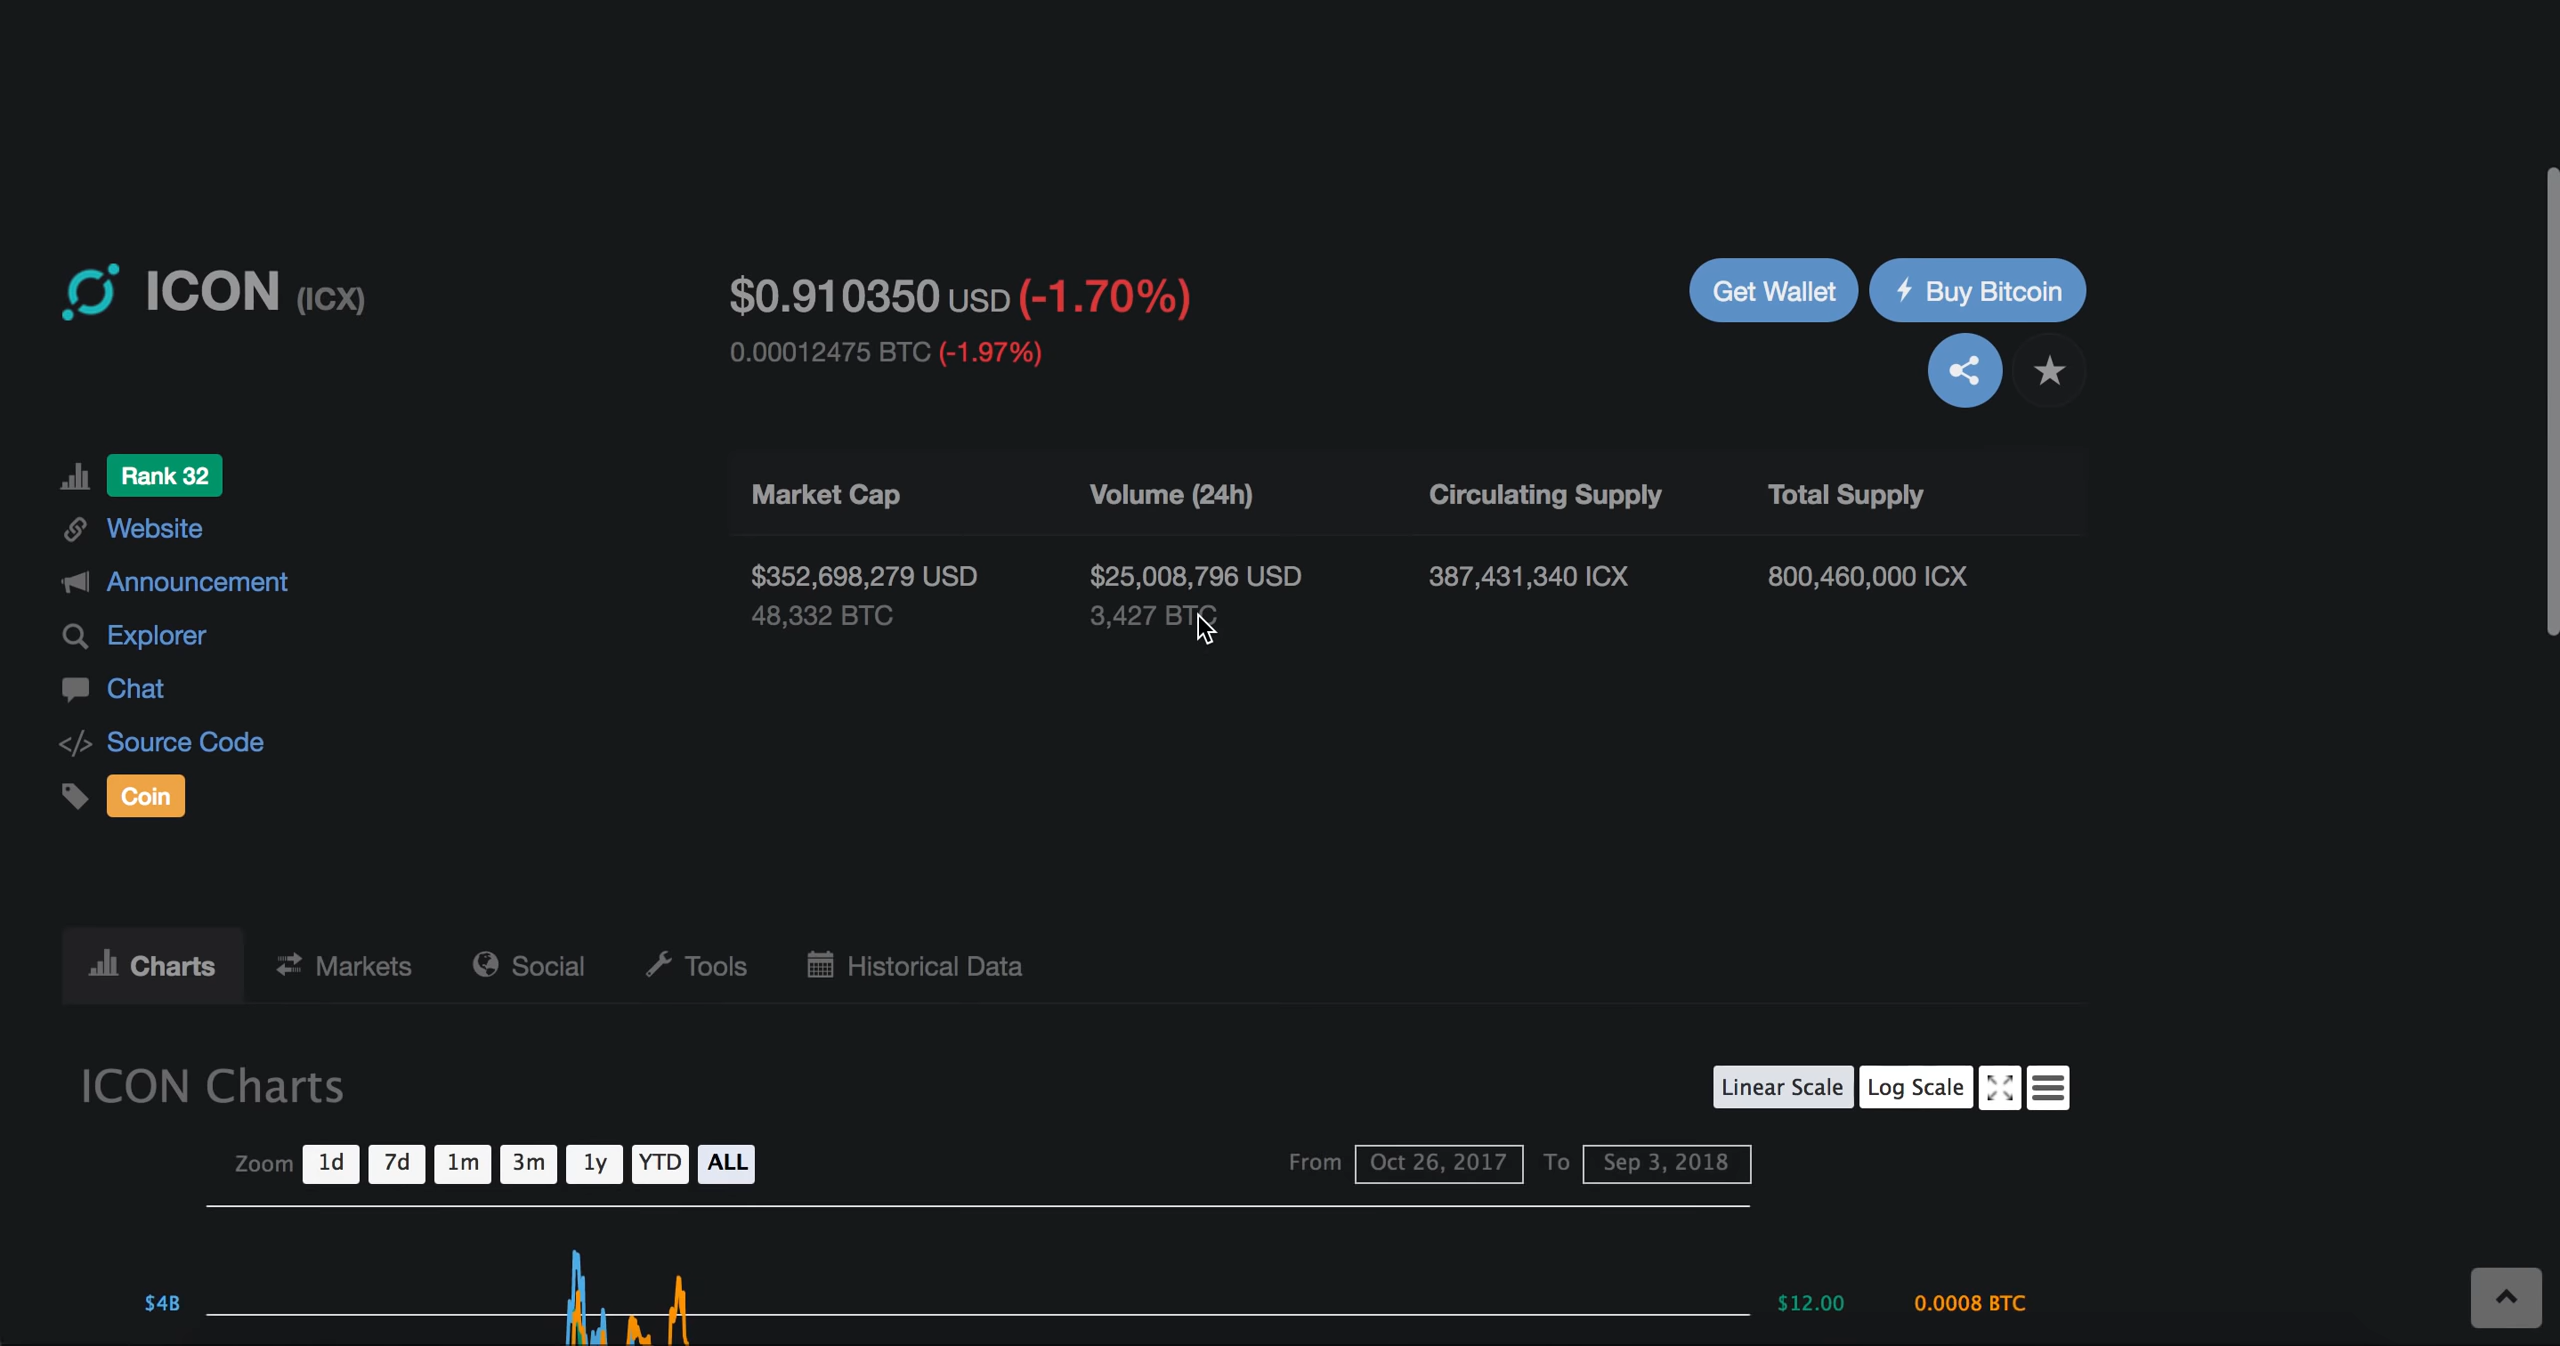 ICON (ICX)
$0.910350 USD (-1.70%)
0.00012475 BTC (-1.97%)
Get Wallet
Buy Bitcoin
Rank 32
Website
Announcement
Explorer
Chat
Source Code
Coin
Market Cap Volume (24h) Circulating Supply Total Supply
$352,698,279 USD $25,008,796 USD 387,431,340 ICX 800,460,000 ICX
48,332 BTC 3,427 BTC
Charts Markets Social Tools Historical Data
ICON Charts
Linear Scale Log Scale
Zoom 1d 7d 1m 3m 1y YTD ALL From Oct 26, 2017 To Sep 3, 2018
$4B $12.00 0.0008 BTC